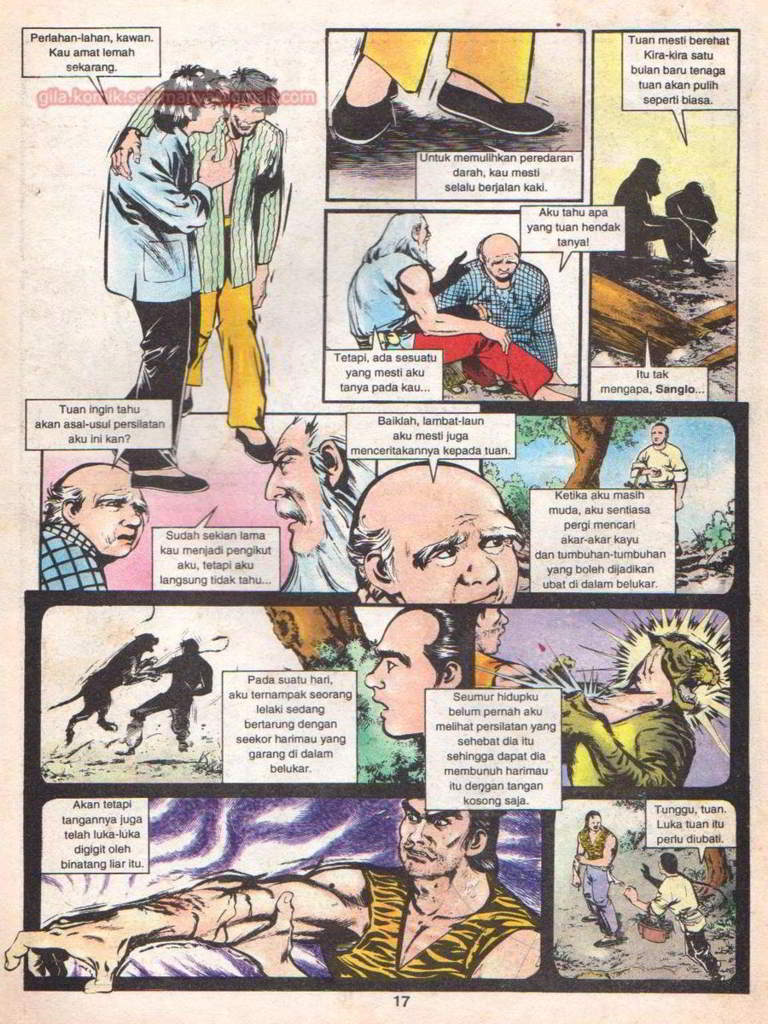 Perlahan-lahan, kawan.
Kau amat lemah
sekarang.
Untuk memulihkan peredaran
darah, kau mesti
selalu berjalan kaki.
Tuan mesti berehat
Kira-kira satu
bulan baru tenaga
tuan akan pulih
seperti biasa.
Itu tak
mengapa, Sanglo...
Aku tahu apa
yang tuan hendak
tanya!
Tetapi, ada sesuatu
yang mesti aku
tanya pada kau...
Tuan ingin tahu
akan asal-usul persilatan
aku ini kan?
Sudah sekian lama
kau menjadi pengikut
aku, tetapi aku
langsung tidak tahu...
Baiklah, lambat-laun
aku mesti juga
menceritakannya kepada tuan.
Ketika aku masih
muda, aku sentiasa
pergi mencari
akar-akar kayu
dan tumbuhan-tumbuhan
yang boleh dijadikan
ubat di dalam belukar.
Pada suatu hari,
aku ternampak seorang
lelaki sedang
bertarung dengan
seekor harimau yang
garang di dalam
belukar.
Seumur hidupku
belum pernah aku
melihat persilatan yang
sehebat dia itu
sehingga dapat dia
membunuh harimau
itu dengan tangan
kosong saja.
Akan tetapi
tangannya juga
telah luka-luka
digigit oleh
binatang liar itu.
Tunggu, tuan.
Luka tuan itu
perlu diubati.
17